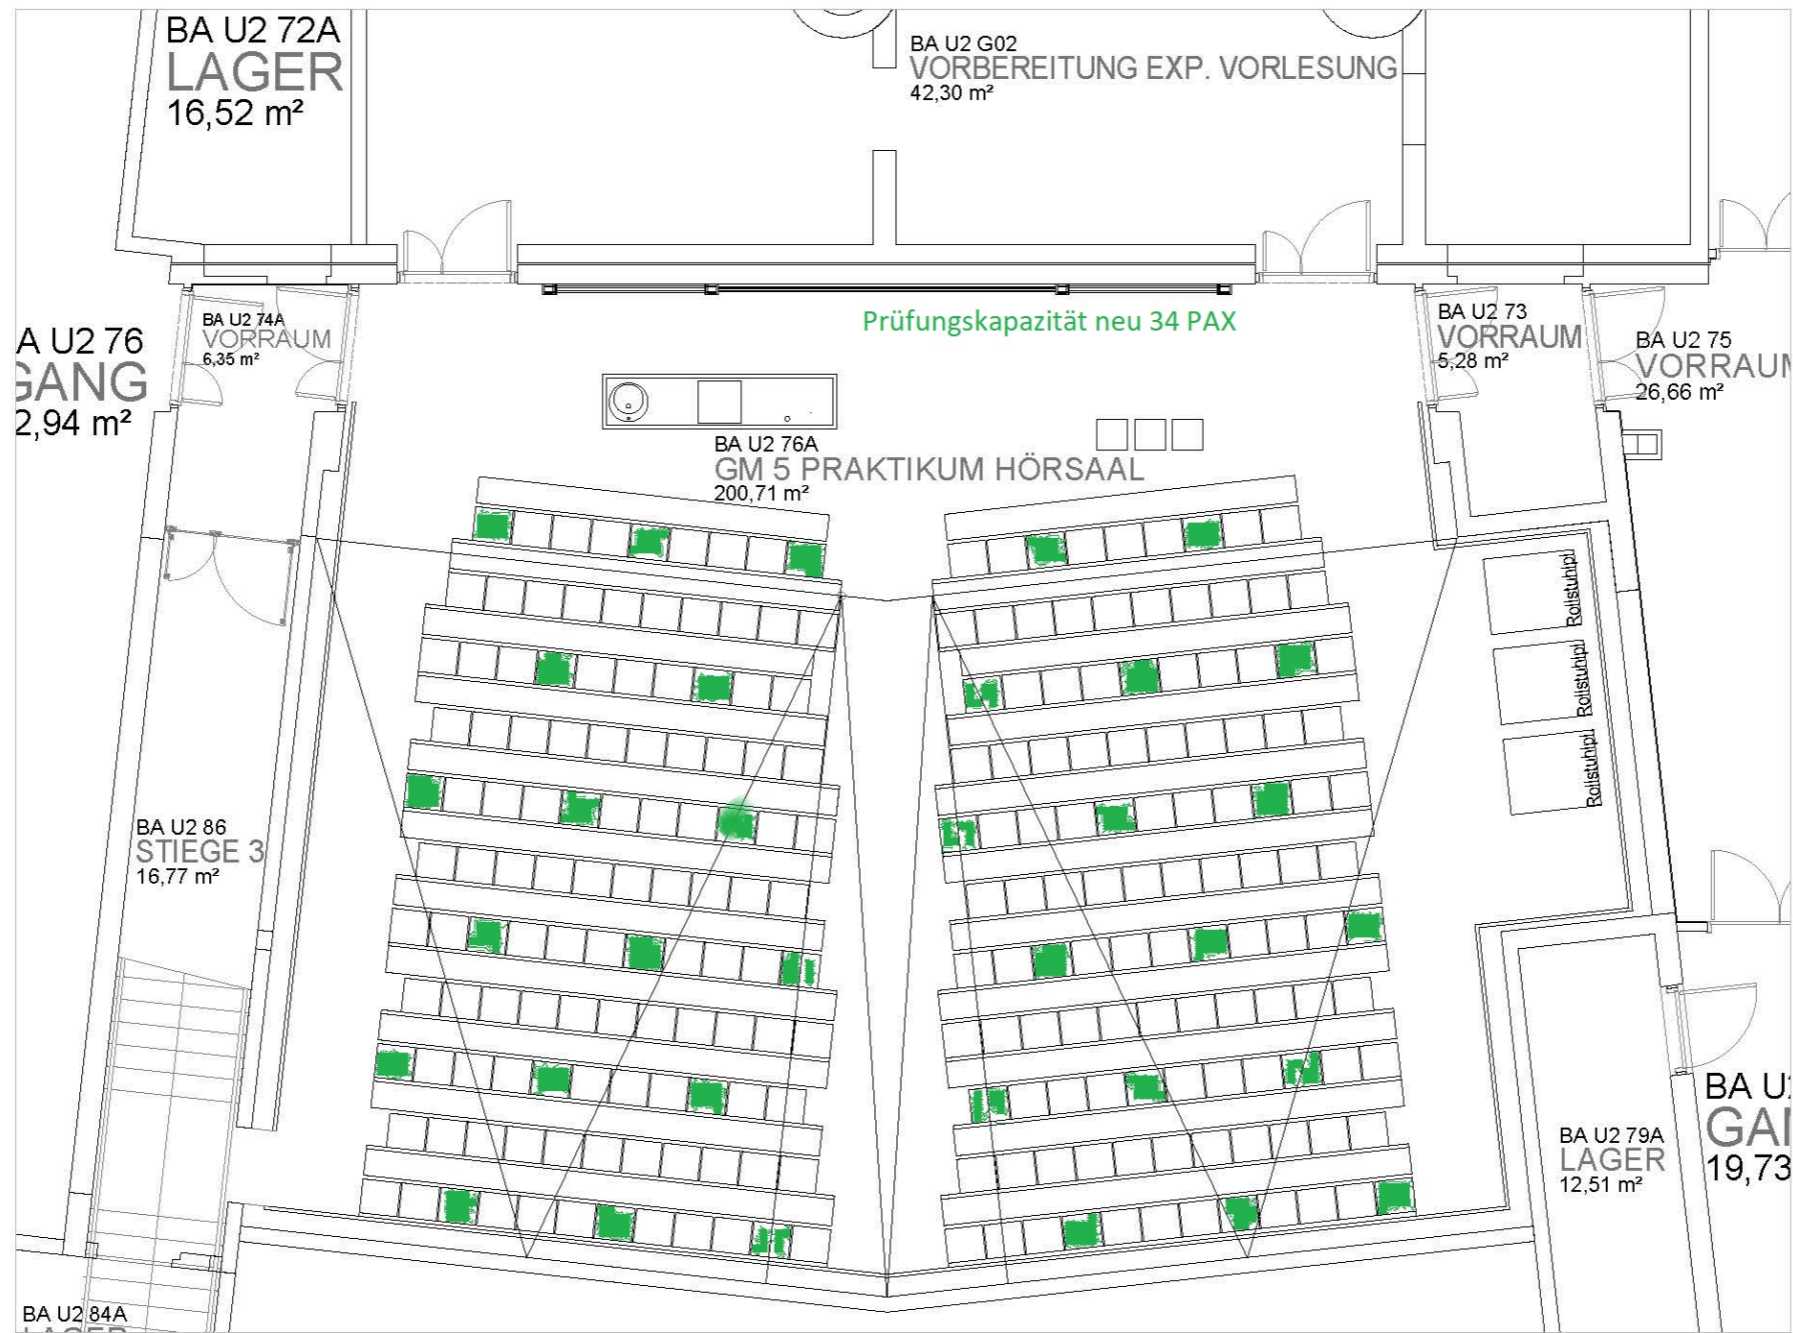 BA U2 72A
LAGER
16,52 m²
BA U2 G02
VORBEREITUNG EXP. VORLESUNG
42,30 m²
Prüfungskapazität neu 34 PAX
BA U2 74A
VORRAUM
6,35 m²
BA U2 73
VORRAUM
5,28 m²
A U2 76
GANG
2,94 m²
BA U2 75
VORRAUM
26,66 m²
BA U2 76A
GM 5 PRAKTIKUM HÖRSAAL
200,71 m²
Rollstuhlpl
Rollstuhlpl
Rollstuhlpl
BA U2 86
STIEGE 3
16,77 m²
BA U2
GAN
19,73
BA U2 79A
LAGER
12,51 m²
BA U2 84A
LAGER